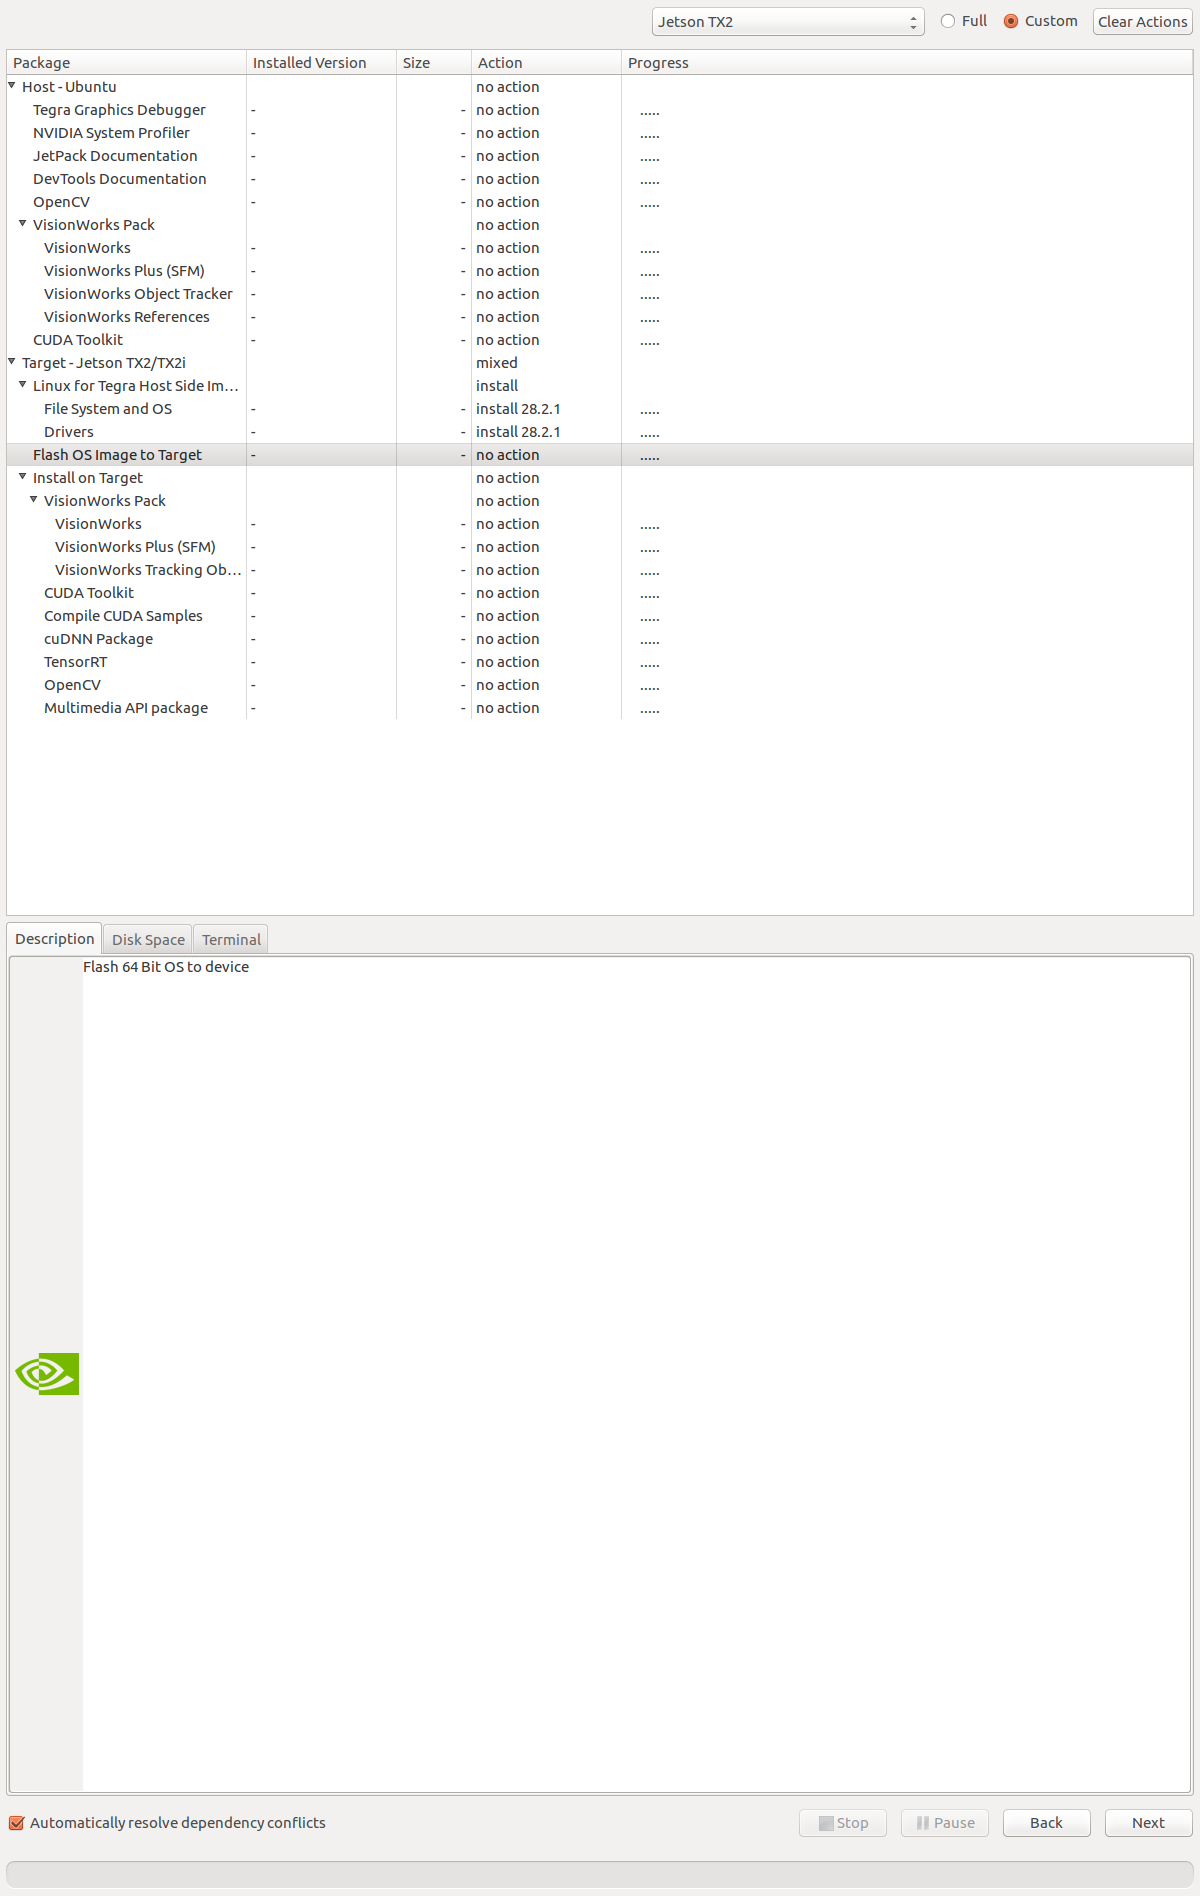 Jetson TX2 Full Custom Clear Actions
Package Installed Version Size Action Progress
Host - Ubuntu no action
Tegra Graphics Debugger - - no action .....
NVIDIA System Profiler - - no action .....
JetPack Documentation - - no action .....
DevTools Documentation - - no action .....
OpenCV - - no action .....
VisionWorks Pack no action
VisionWorks - - no action .....
VisionWorks Plus (SFM) - - no action .....
VisionWorks Object Tracker - - no action .....
VisionWorks References - - no action .....
CUDA Toolkit - - no action .....
Target - Jetson TX2/TX2i mixed
Linux for Tegra Host Side Im... install
File System and OS - - install 28.2.1 .....
Drivers - - install 28.2.1 .....
Flash OS Image to Target - - no action .....
Install on Target no action
VisionWorks Pack no action
VisionWorks - - no action .....
VisionWorks Plus (SFM) - - no action .....
VisionWorks Tracking Ob... - - no action .....
CUDA Toolkit - - no action .....
Compile CUDA Samples - - no action .....
cuDNN Package - - no action .....
TensorRT - - no action .....
OpenCV - - no action .....
Multimedia API package - - no action .....
Description Disk Space Terminal
Flash 64 Bit OS to device
Automatically resolve dependency conflicts Stop Pause Back Next